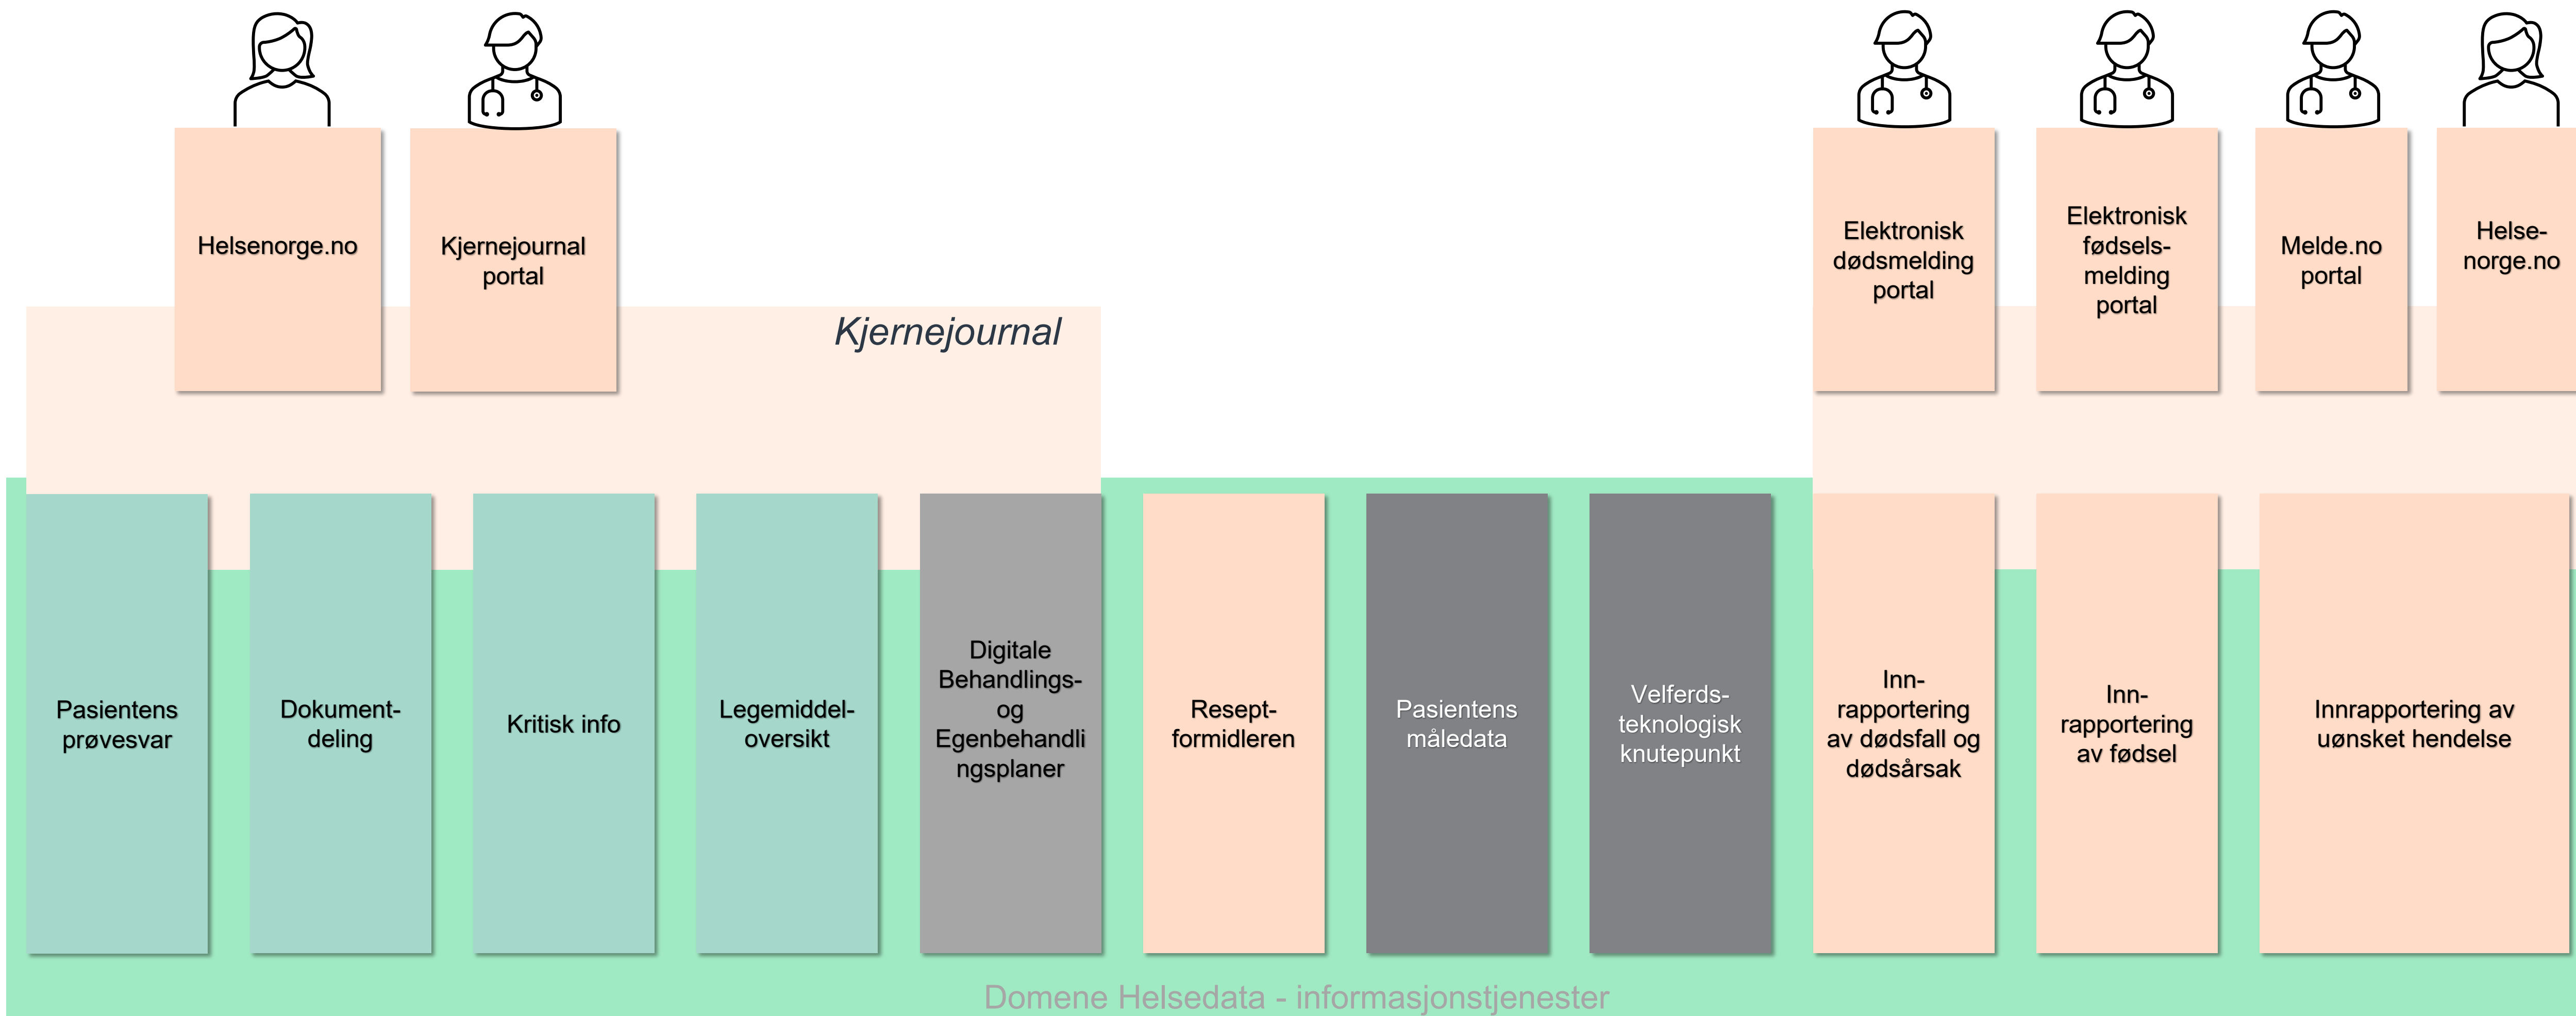 Helsenorge.no
Kjernejournal
portal
Elektronisk
dødsmelding
portal
Elektronisk
fødsels-
melding
portal
Melde.no
portal
Helse-
norge.no
Kjernejournal
Pasientens
prøvesvar
Dokument-
deling
Kritisk info
Legemiddel-
oversikt
Digitale
Behandlings-
og
Egenbehandli
ngsplaner
Resept-
formidleren
Pasientens
måledata
Velferds-
teknologisk
knutepunkt
Inn-
rapportering
av dødsfall og
dødsårsak
Inn-
rapportering
av fødsel
Innrapportering av
uønsket hendelse
Domene Helsedata - informasjonstjenester